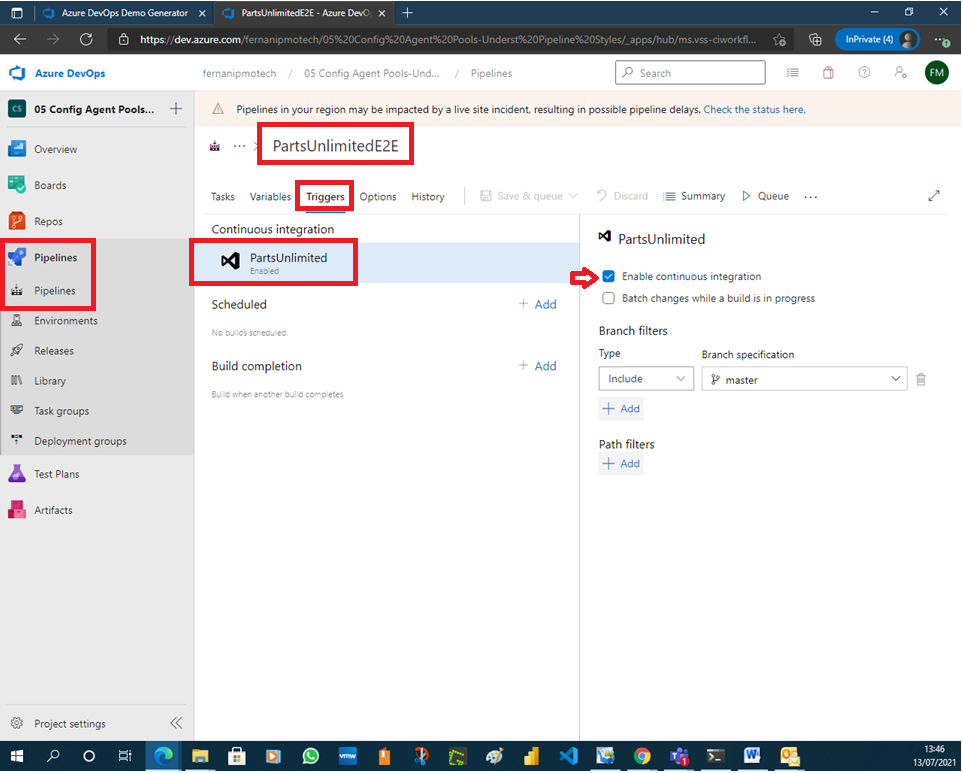 Azure DevOps Demo Generator
PartsUnlimitedE2E - Azure DevO
https://dev.azure.com/fernanipmotech/05%20Config%20Agent%20Pools-Underst%20Pipeline%20Styles/_apps/hub/ms.vss-ciworkfl...
InPrivate (4)
Azure DevOps
fernanipmotech / 05 Config Agent Pools-Und... / Pipelines
Search
FM
CS 05 Config Agent Pools...
Pipelines in your region may be impacted by a live site incident, resulting in possible pipeline delays. Check the status here.
Overview
Boards
Repos
Pipelines
Pipelines
Environments
Releases
Library
Task groups
Deployment groups
Test Plans
Artifacts
Project settings
... > PartsUnlimitedE2E
Tasks Variables Triggers Options History Save & queue Discard Summary Queue ...
Continuous integration
PartsUnlimited
Enabled
Scheduled + Add
No builds scheduled
Build completion + Add
Build when another build completes
PartsUnlimited
Enable continuous integration
Batch changes while a build is in progress
Branch filters
Type Branch specification
Include master
+ Add
Path filters
+ Add
vmw
1
W
13:46
13/07/2021